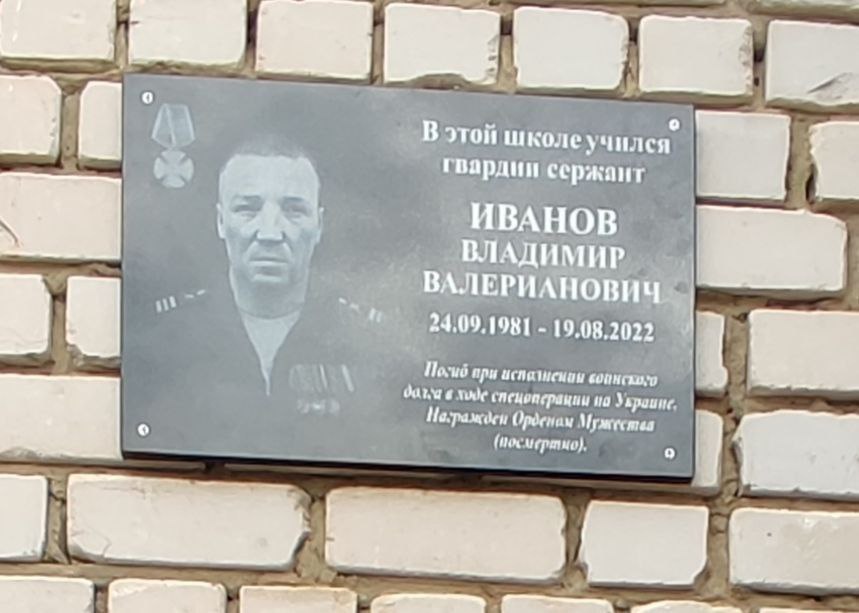 В этой школе учился
гвардии сержант
ИВАНОВ
ВЛАДИМИР
ВАЛЕРИАНОВИЧ
24.09.1981 - 19.08.2022
Погиб при исполнении воинского
долга в ходе спецоперации на Украине.
Награжден Орденом Мужества
(посмертно).